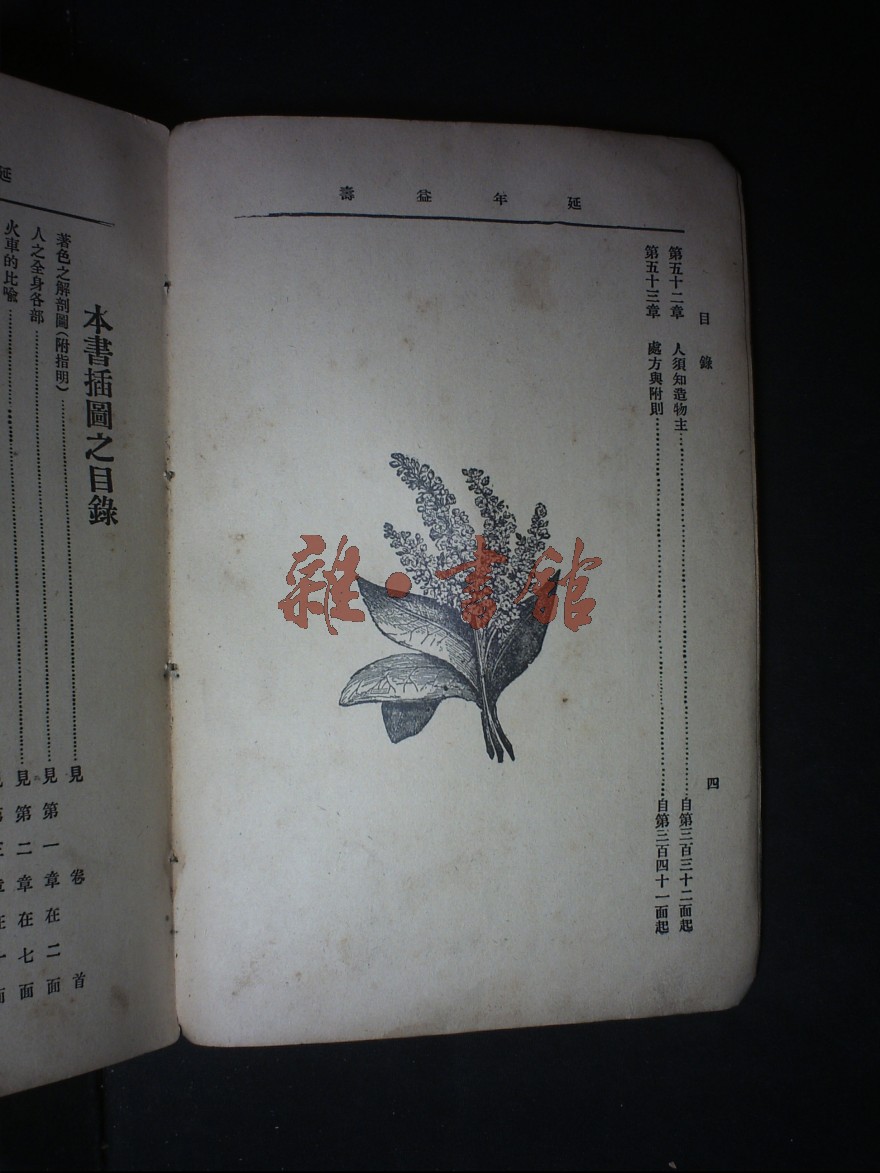 延年益壽
目錄 四
第五十二章 人須知造物主 自第三百三十二面起
第五十三章 處方與附則 自第三百四十一面起
雜·書館
延
本書插圖之目錄
著色之解剖圖(附指明) 見卷首
人之全身各部 見第一章在二面
火車的比喻 見第二章在七面